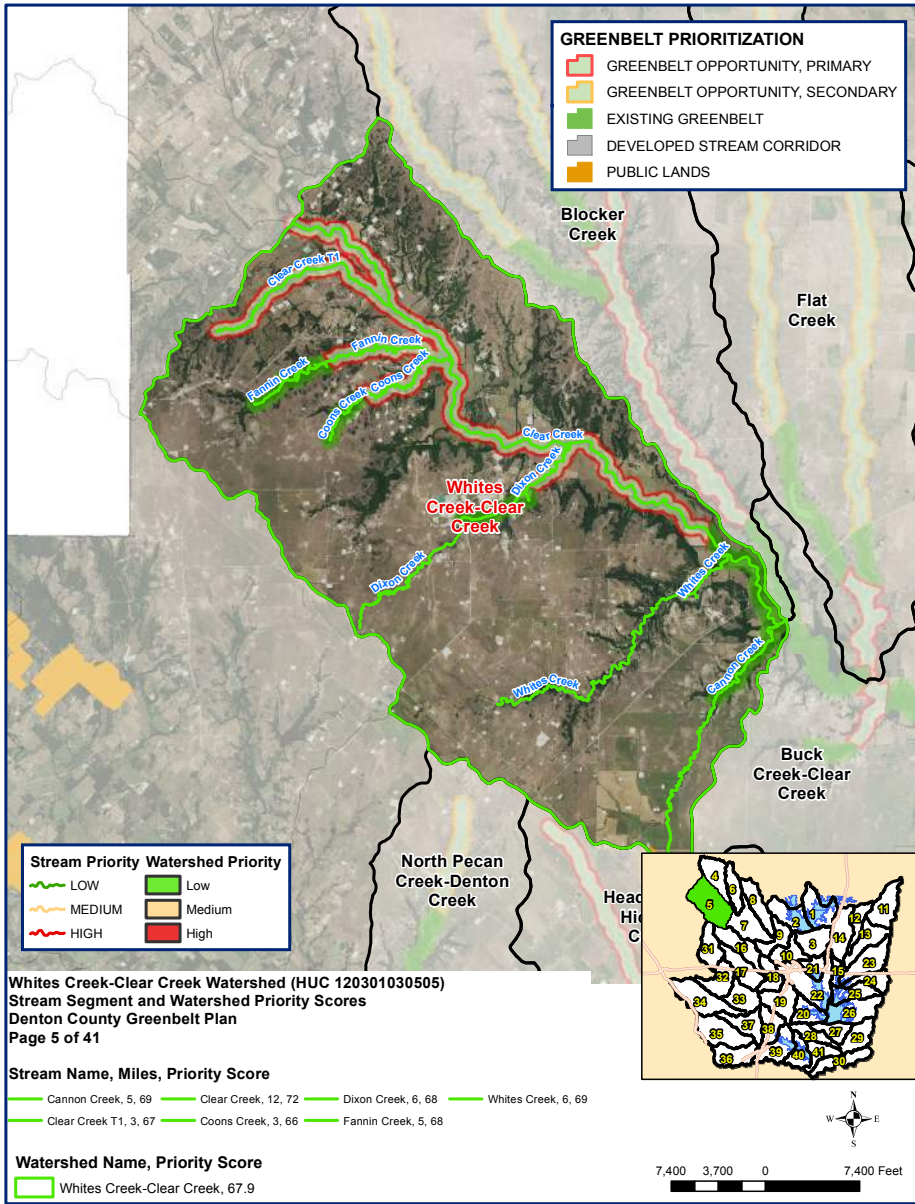 GREENBELT PRIORITIZATION
GREENBELT OPPORTUNITY, PRIMARY
GREENBELT OPPORTUNITY, SECONDARY
EXISTING GREENBELT
DEVELOPED STREAM CORRIDOR
PUBLIC LANDS
Blocker
Creek
Flat
Creek
Clear Creek T1
Fannin Creek
Fannin Creek
Coons Creek
Coons Creek
Clear Creek
Dixon Creek
Whites
Creek-Clear
Creek
Dixon Creek
Whites Creek
Whites Creek
Cannon Creek
Buck
Creek-Clear
Creek
North Pecan
Creek-Denton
Creek
Head
Hi
C
Stream Priority Watershed Priority
LOW Low
MEDIUM Medium
HIGH High
4
6
5
8
7
2
1
11
12
13
9
3
14
31
16
10
23
32
17
18
21
15
24
34
33
19
22
25
20
26
35
37
38
28
27
29
36
39
40
41
30
Whites Creek-Clear Creek Watershed (HUC 120301030505)
Stream Segment and Watershed Priority Scores
Denton County Greenbelt Plan
Page 5 of 41
Stream Name, Miles, Priority Score
Cannon Creek, 5, 69 Clear Creek, 12, 72 Dixon Creek, 6, 68 Whites Creek, 6, 69
Clear Creek T1, 3, 67 Coons Creek, 3, 66 Fannin Creek, 5, 68
Watershed Name, Priority Score
Whites Creek-Clear Creek, 67.9
N
W E
S
7,400 3,700 0 7,400 Feet